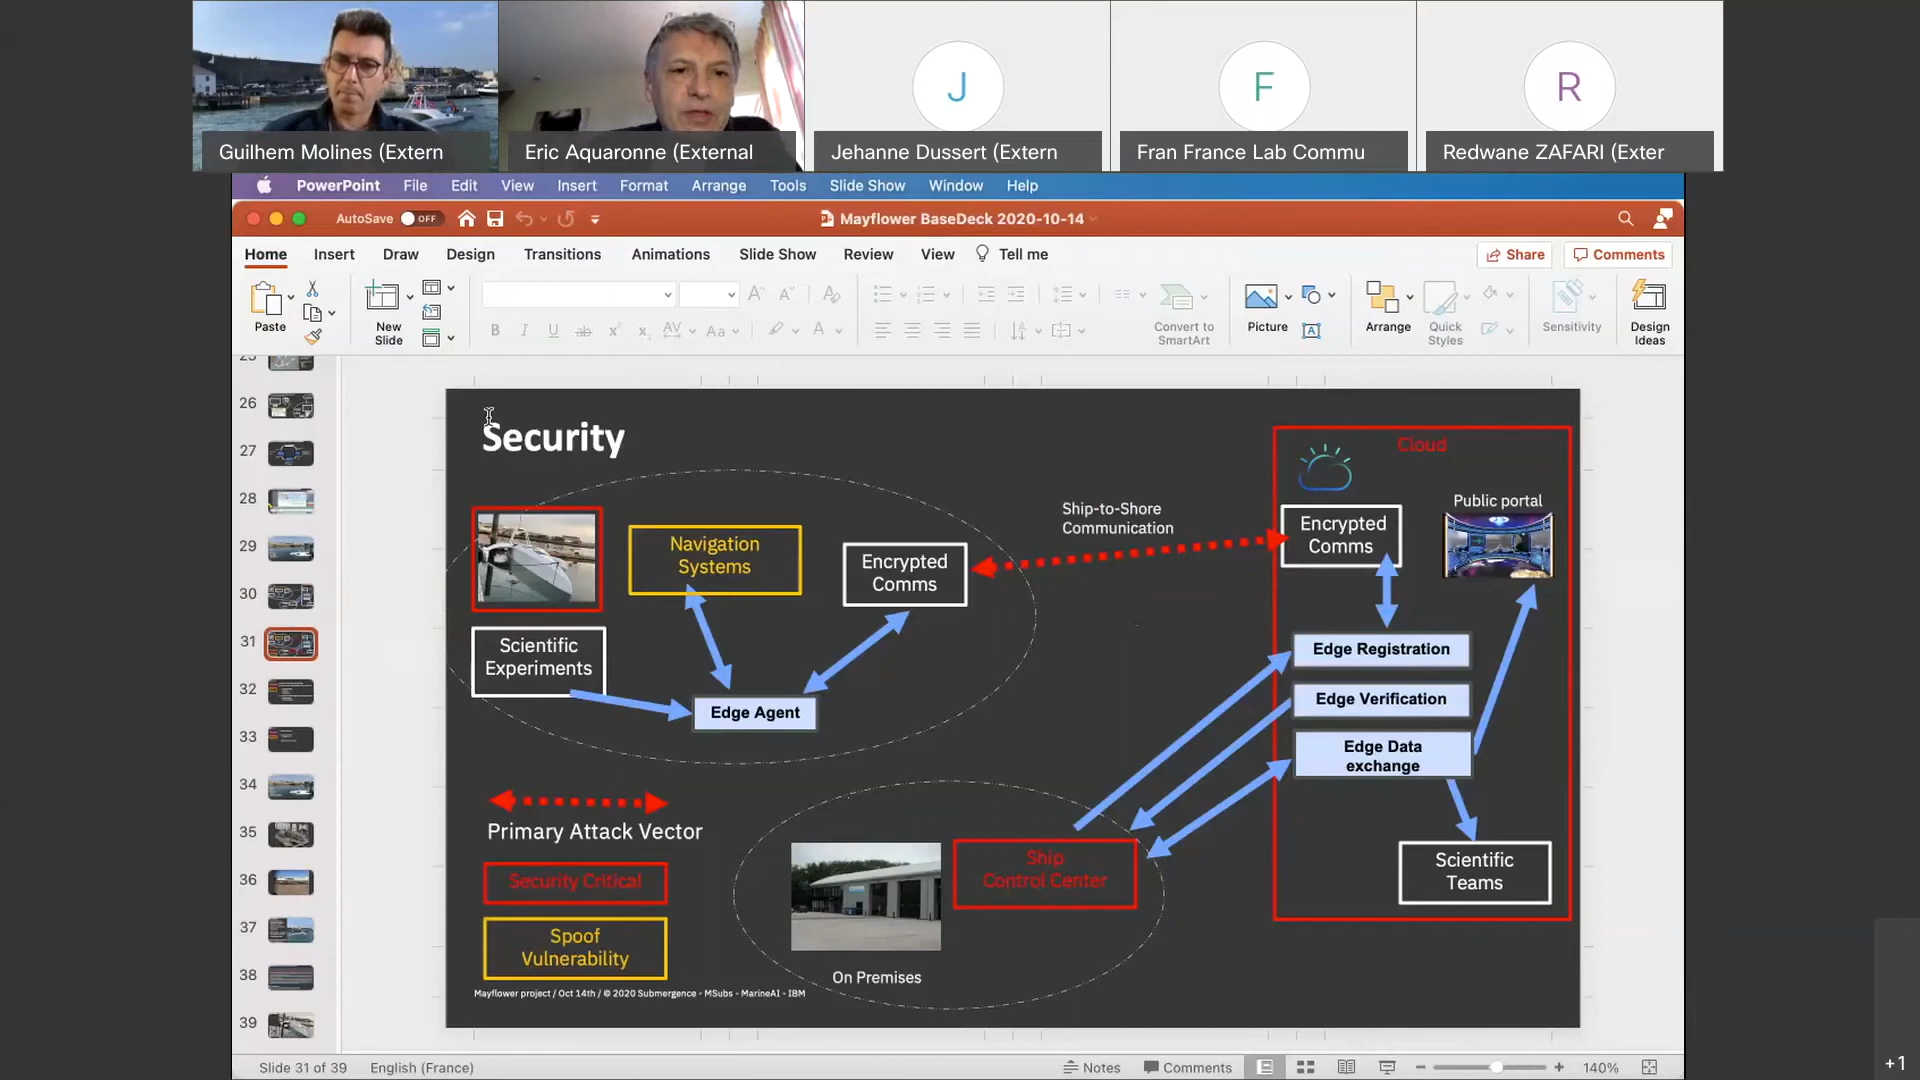 J
F
R
Guilhem Molines (Extern
Eric Aquaronne (External
Jehanne Dussert (Extern
Fran France Lab Commu
Redwane ZAFARI (Exter
PowerPoint File Edit View Insert Format Arrange Tools Slide Show Window Help
AutoSave OFF
Mayflower BaseDeck 2020-10-14
Home Insert Draw Design Transitions Animations Slide Show Review View Tell me
Share
Comments
Paste
New
Slide
B I U ab x² x₂ AV Aa A
Convert to
SmartArt
Picture
Arrange
Quick
Styles
Sensitivity
Design
Ideas
25
26
27
28
29
30
31
32
33
34
35
36
37
38
39
Security
Cloud
Public portal
Ship-to-Shore
Communication
Encrypted
Comms
Navigation
Systems
Encrypted
Comms
Scientific
Experiments
Edge Agent
Edge Registration
Edge Verification
Edge Data
exchange
Primary Attack Vector
Security Critical
Spoof
Vulnerability
Ship
Control Center
Scientific
Teams
On Premises
Mayflower project / Oct 14th / © 2020 Submergence - MSubs - MarineAI - IBM
Slide 31 of 39
English (France)
Notes
Comments
140%
+1